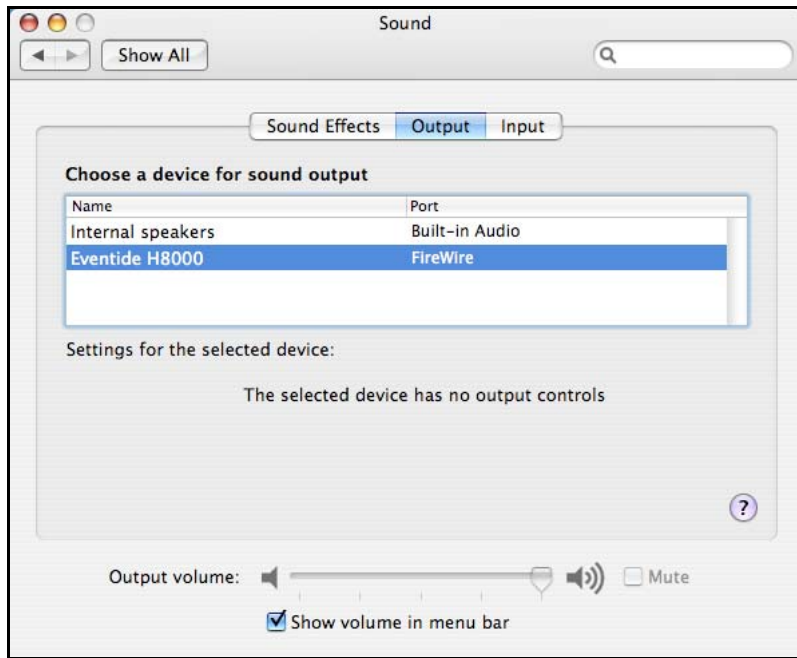 Sound
Show All
Sound Effects Output Input
Choose a device for sound output
Name Port
Internal speakers Built-in Audio
Eventide H8000 FireWire
Settings for the selected device:
The selected device has no output controls
?
Output volume: Mute
Show volume in menu bar